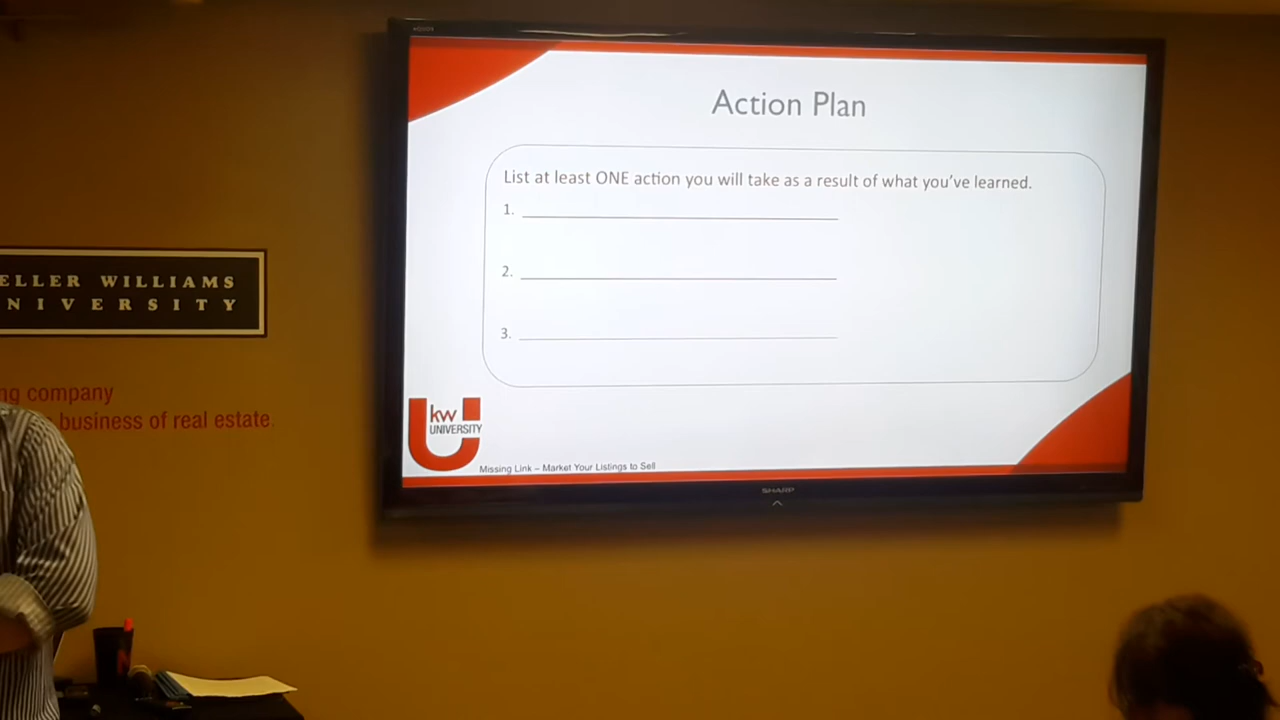 Action Plan
List at least ONE action you will take as a result of what you've learned.
1.
2.
3.
kw
UNIVERSITY
Missing Link – Market Your Listings to Sell
SHARP
ELLER WILLIAMS
NIVERSITY
ng company
business of real estate.